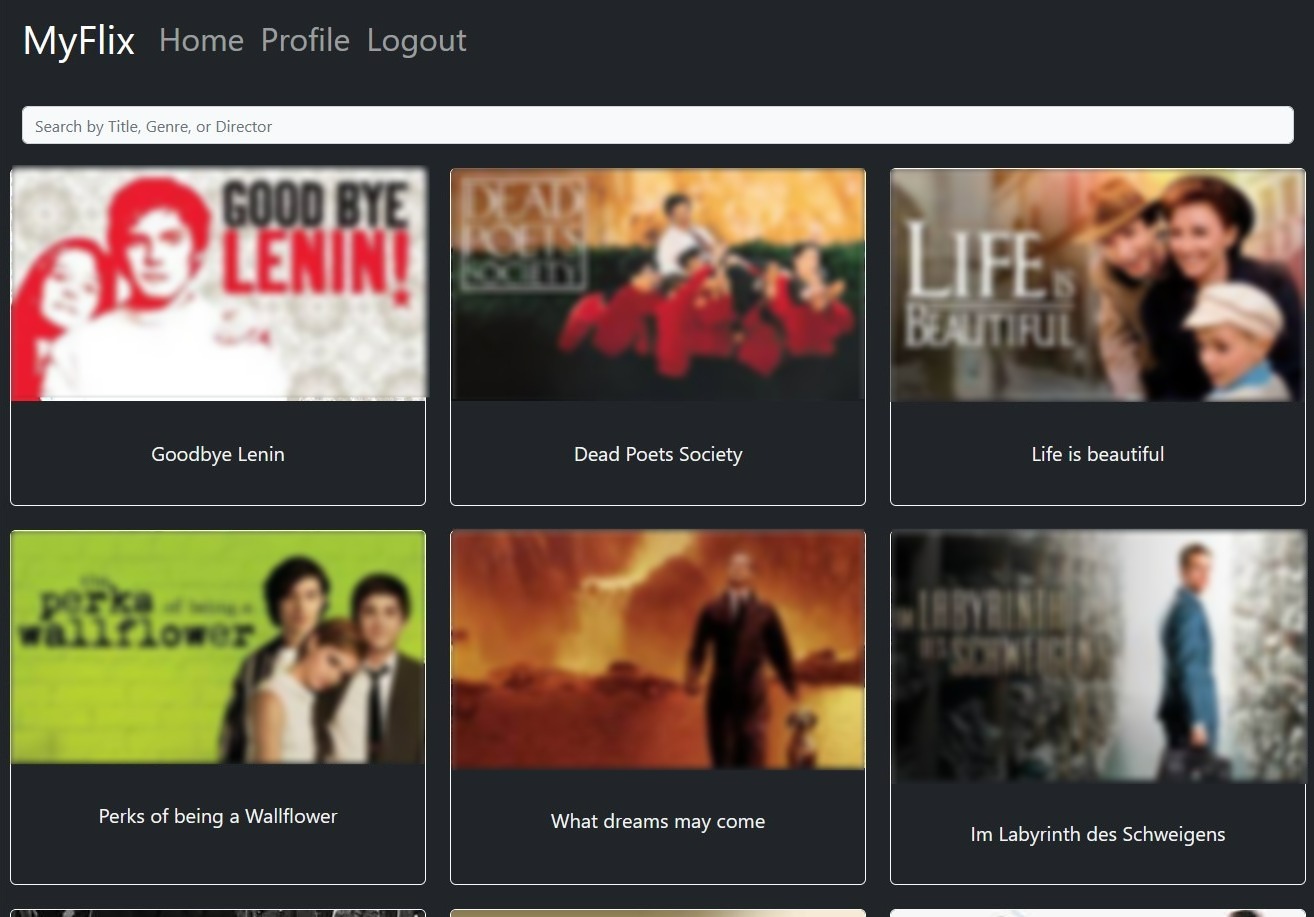 MyFlix Home Profile Logout
Search by Title, Genre, or Director
GOOD BYE
LENIN!
DEAD
POETS
SOCIETY
LIFE IS
BEAUTIFUL
Goodbye Lenin
Dead Poets Society
Life is beautiful
the
perks of being a
wallflower
IM LABYRINTH
DES SCHWEIGENS
Perks of being a Wallflower
What dreams may come
Im Labyrinth des Schweigens